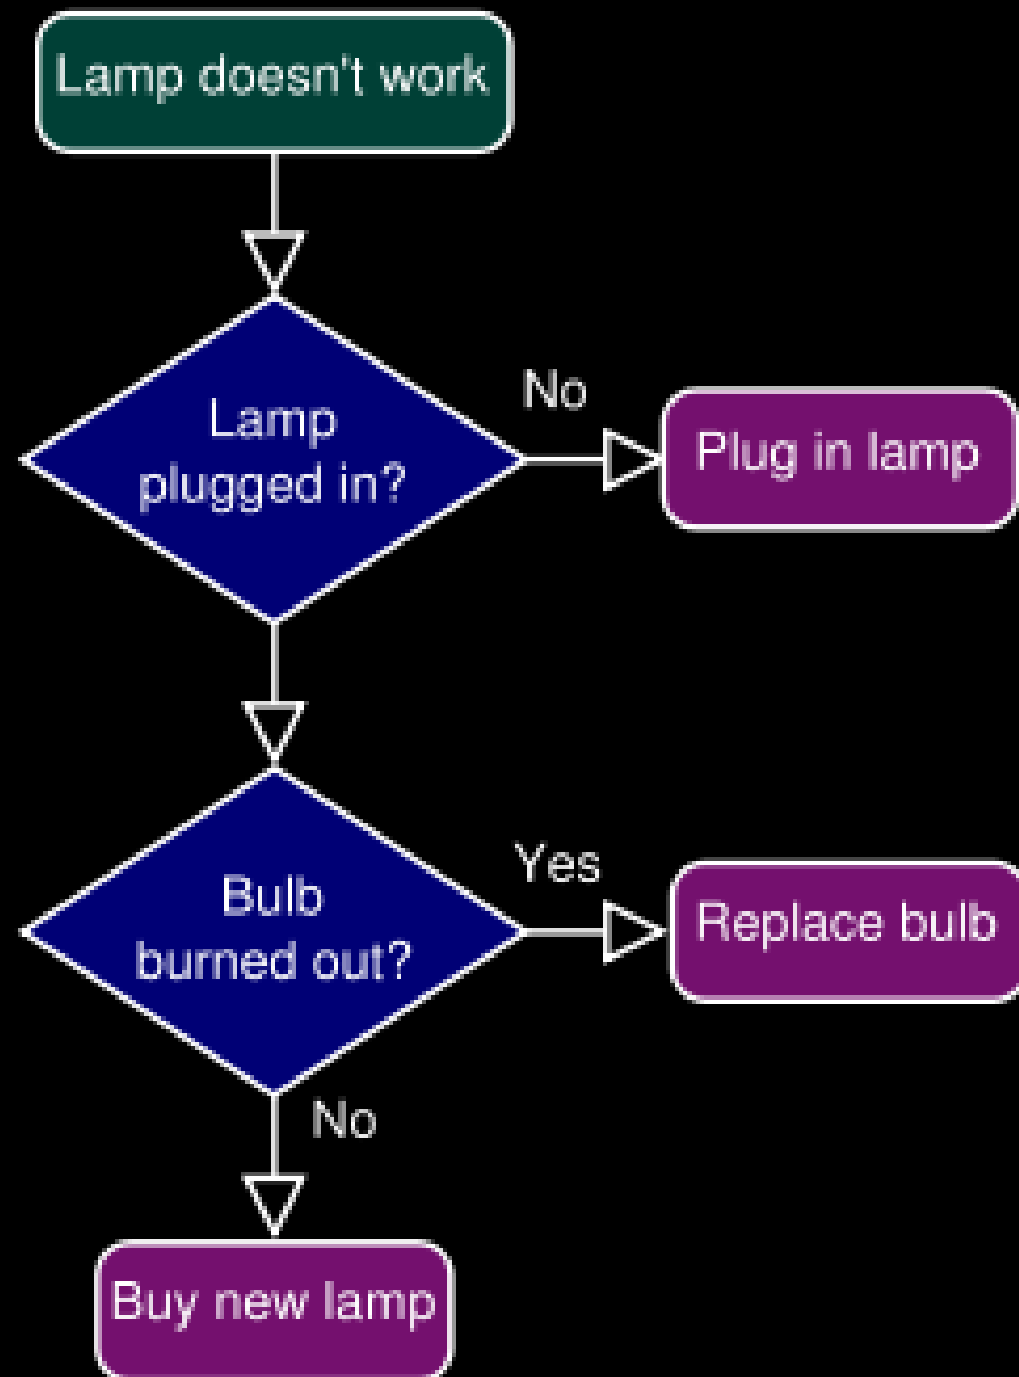 Lamp doesn't work
No
Lamp
plugged in?
Plug in lamp
Yes
Bulb
burned out?
Replace bulb
No
Buy new lamp